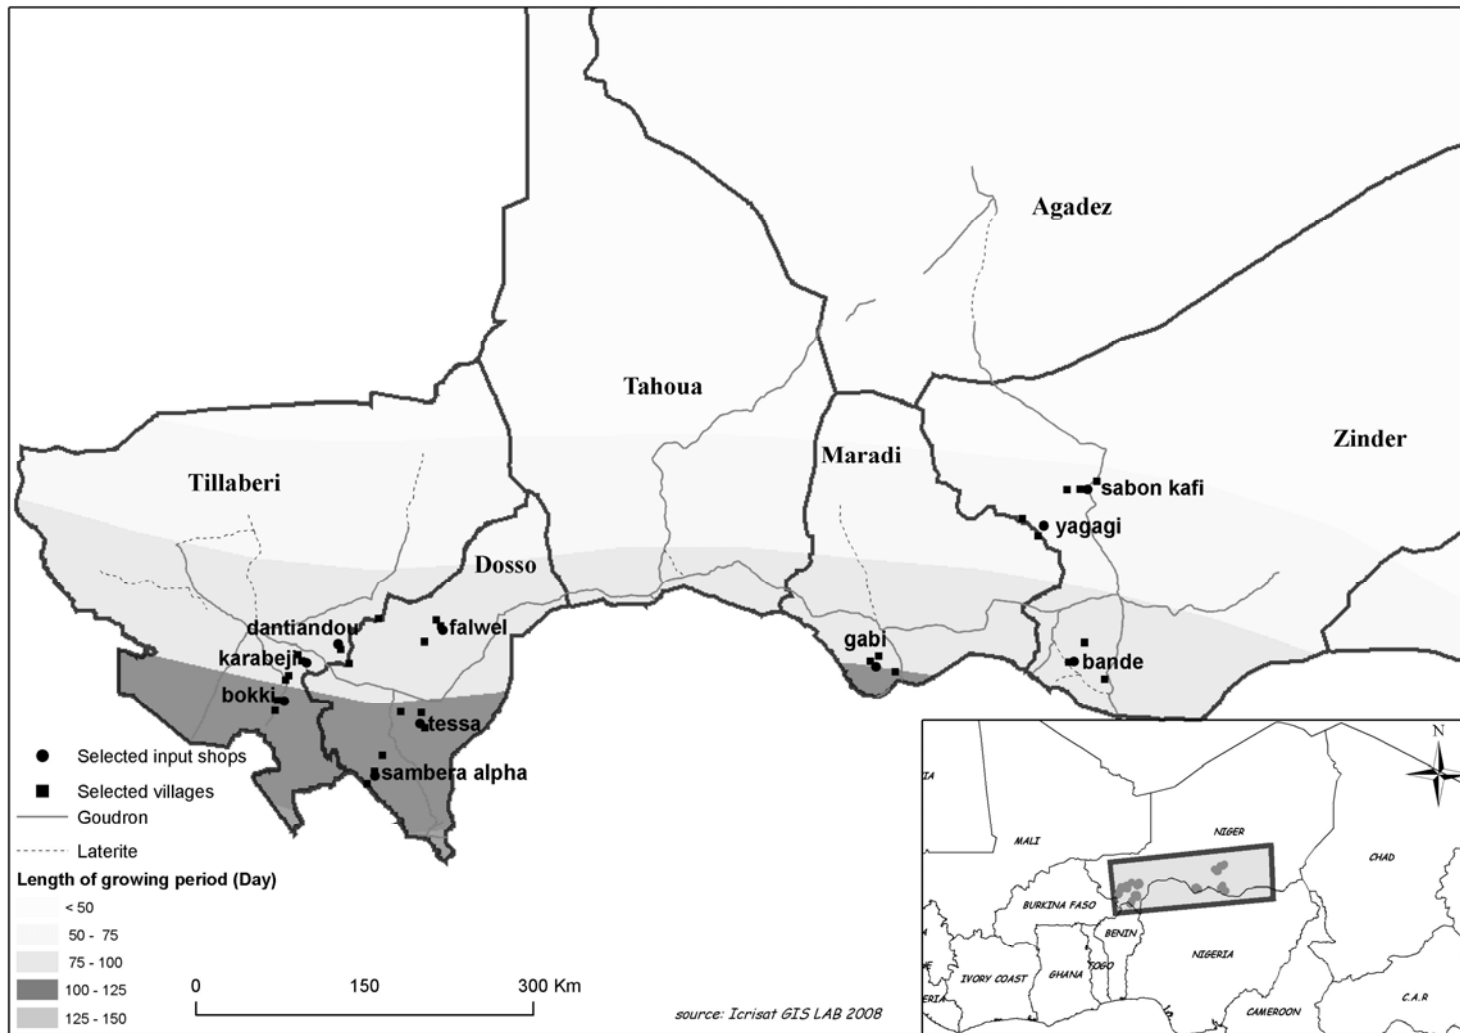 Agadez
Tahoua
Zinder
Maradi
Tillaberi
sabon kafi
yagagi
Dosso
dantiandou
falwel
gabi
karabeji
bande
bokki
tessa
sambera alpha
Selected input shops
Selected villages
Goudron
Laterite
Length of growing period (Day)
< 50
50 - 75
75 - 100
100 - 125
125 - 150
0 150 300 Km
source: Icrisat GIS LAB 2008
N
NIGER
MALI
CHAD
BURKINA FASO
BENIN
NIGERIA
IVORY COAST
GHANA
TOGO
CAMEROON
C.A.R